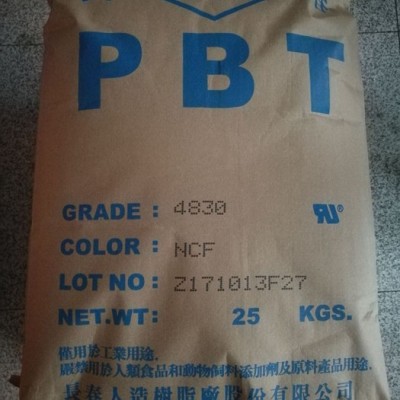 PBT
GRADE: 4830
COLOR: NCF
LOT NO: Z171013F27
NET.WT: 25 KGS.
僅用於工業用途.
嚴禁用於人類食品和動物飼料添加劑及原料產品用途.
長春人造樹脂廠股份有限公司